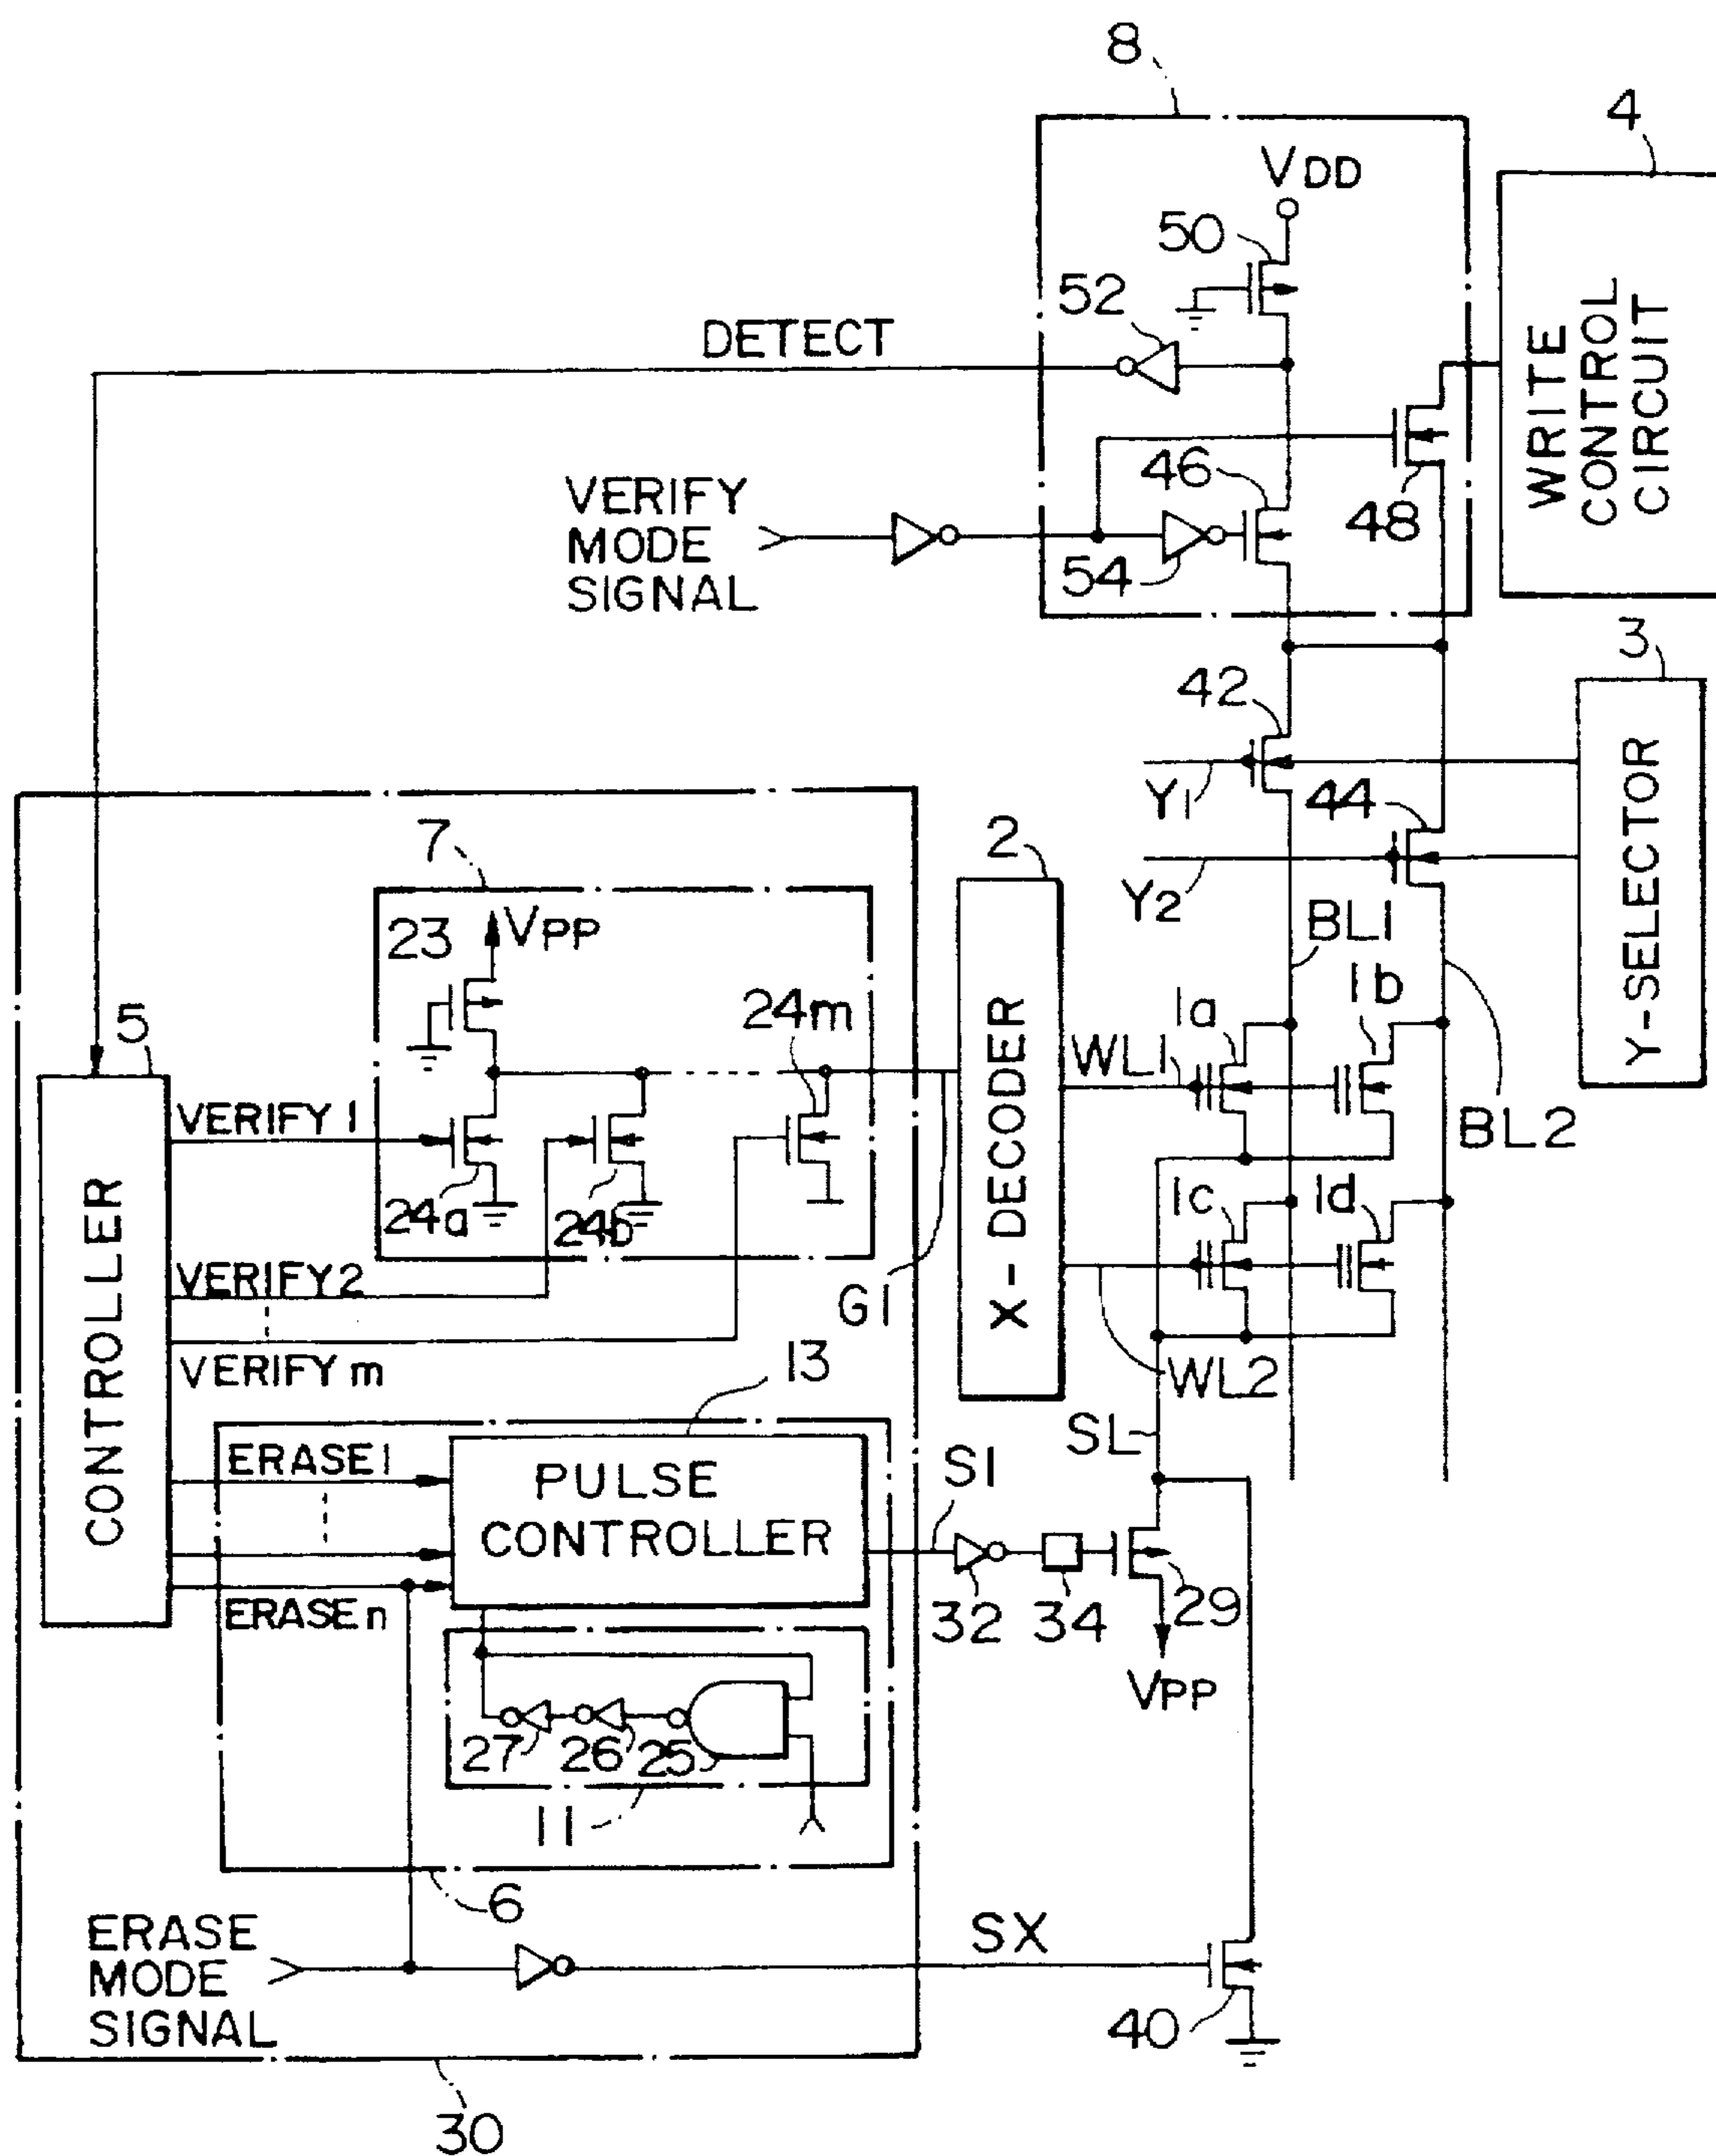 8
4
VDD
50
52
DETECT
WRITE
CONTROL
CIRCUIT
46
48
VERIFY
MODE
SIGNAL
54
3
42
Y1
Y-SELECTOR
44
7
2
Y2
23
VPP
BL1
1b
5
24m
1a
X-DECODER
WL1
BL2
VERIFY1
CONTROLLER
24a
24b
1c
1d
VERIFY2
G1
VERIFYm
13
WL2
SL
ERASE1
PULSE
CONTROLLER
S1
ERASEn
32
34
29
VPP
27
26
25
11
6
ERASE
MODE
SIGNAL
SX
40
30